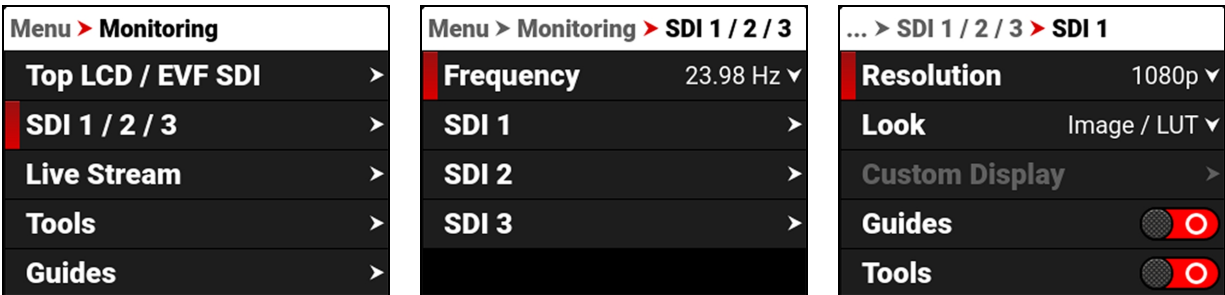 Menu > Monitoring
Top LCD / EVF SDI
SDI 1 / 2 / 3
Live Stream
Tools
Guides
Menu > Monitoring > SDI 1 / 2 / 3
Frequency 23.98 Hz
SDI 1
SDI 2
SDI 3
... > SDI 1 / 2 / 3 > SDI 1
Resolution 1080p
Look Image / LUT
Custom Display
Guides
Tools